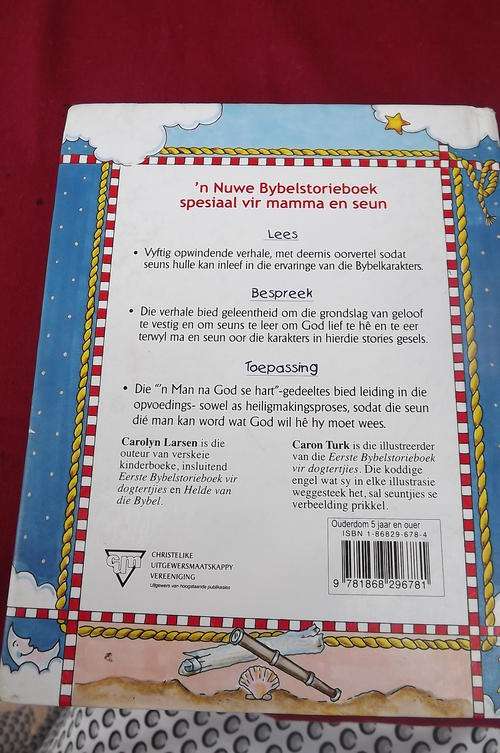 'n Nuwe Bybelstorieboek
spesiaal vir mamma en seun
Lees
• Vyftig opwindende verhale, met deernis oorvertel sodat
seuns hulle kan inleef in die ervaringe van die Bybelkarakters.
Bespreek
• Die verhale bied geleentheid om die grondslag van geloof
te vestig en om seuns te leer om God lief te hê en te eer
terwyl ma en seun oor die karakters in hierdie stories gesels.
Toepassing
• Die "'n Man na God se hart"-gedeeltes bied leiding in die
opvoedings- sowel as heiligmakingsproses, sodat die seun
dié man kan word wat God wil hê hy moet wees.
Carolyn Larsen is die
outeur van verskeie
kinderboeke, insluitend
Eerste Bybelstorieboek vir
dogtertjies en Helde van
die Bybel.
Caron Turk is die illustreerder
van die Eerste Bybelstorieboek
vir dogtertjies. Die koddige
engel wat sy in elke illustrasie
weggesteek het, sal seuntjies se
verbeelding prikkel.
Ouderdom 5 jaar en ouer
ISBN 1-86829-678-4
9 781868 296781
CUM
CHRISTELIKE
UITGEWERSMAATSKAPPY
VERENIGING
Uitgewers van hoogstaande publikasies